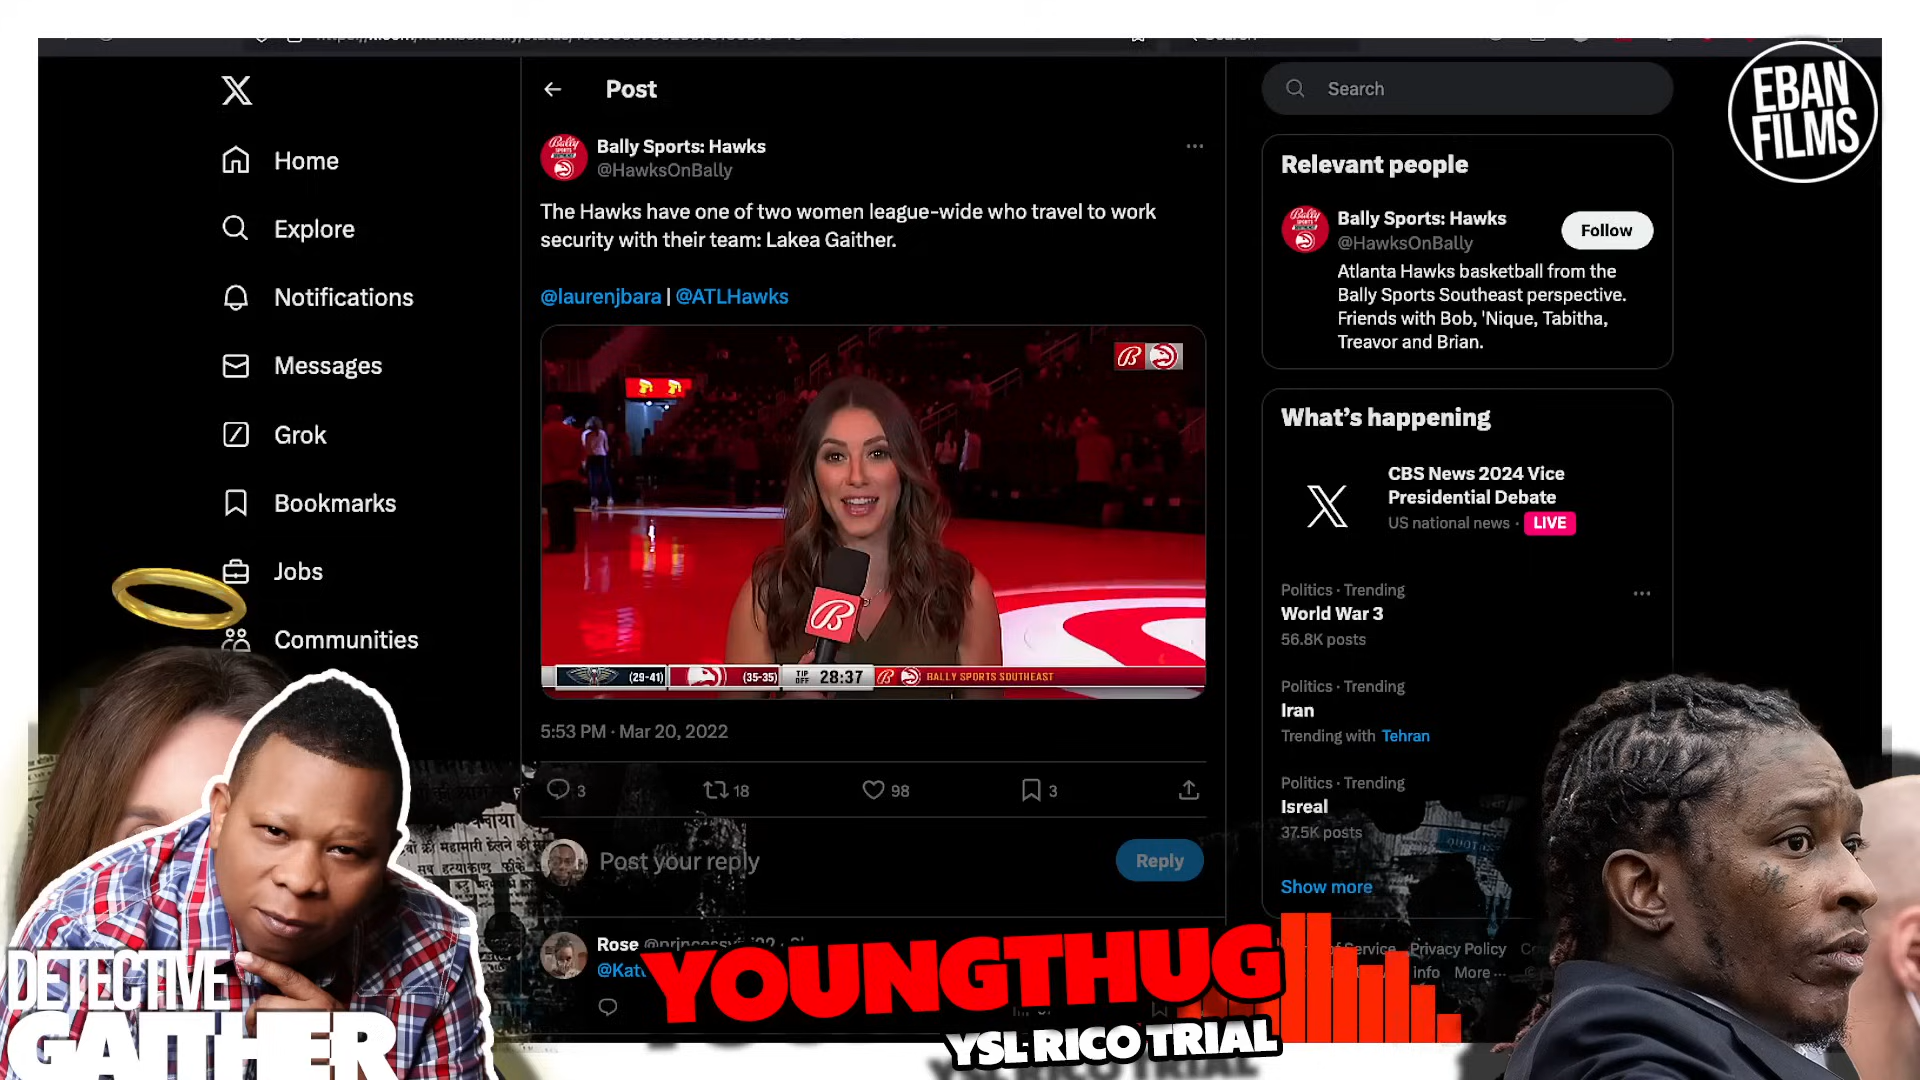 EBAN
FILMS
Post
Search
Bally Sports: Hawks
@HawksOnBally
The Hawks have one of two women league-wide who travel to work
security with their team: Lakea Gaither.
@laurenjbara | @ATLHawks
B
(29-41)
(35-35)
TIP
OFF
28:37
BALLY SPORTS SOUTHEAST
5:53 PM · Mar 20, 2022
3
18
98
3
Post your reply
Reply
Rose
Home
Explore
Notifications
Messages
Grok
Bookmarks
Jobs
Communities
Relevant people
Bally Sports: Hawks
@HawksOnBally
Follow
Atlanta Hawks basketball from the
Bally Sports Southeast perspective.
Friends with Bob, 'Nique, Tabitha,
Treavor and Brian.
What's happening
CBS News 2024 Vice
Presidential Debate
US national news · LIVE
Politics · Trending
World War 3
56.8K posts
Politics · Trending
Iran
Trending with Tehran
Politics · Trending
Isreal
37.5K posts
Show more
Privacy Policy
info More ...
DETECTIVE
GAITHER
YOUNGTHUG
YSL RICO TRIAL